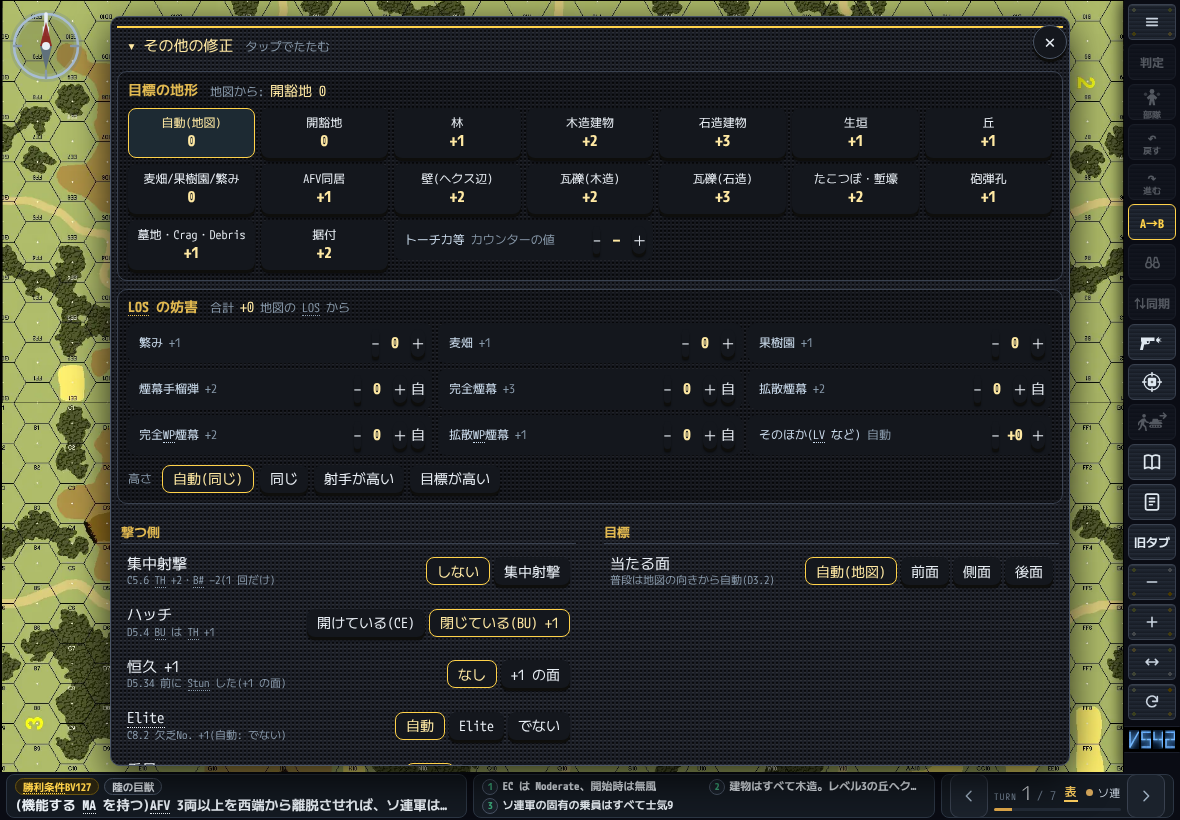 ▼ その他の修正 タップでたたむ
×
目標の地形 地図から: 開豁地 0
自動(地図) 0
開豁地 0
林 +1
木造建物 +2
石造建物 +3
生垣 +1
丘 +1
麦畑/果樹園/繁み 0
AFV同居 +1
壁(ヘクス辺) +2
瓦礫(木造) +2
瓦礫(石造) +3
たこつぼ・塹壕 +2
砲弾孔 +1
墓地・Crag・Debris +1
据付 +2
トーチカ等 カウンターの値 − − +
LOS の妨害 合計 +0 地図の LOS から
繁み +1 − 0 +
麦畑 +1 − 0 +
果樹園 +1 − 0 +
煙幕手榴弾 +2 − 0 + 自
完全煙幕 +3 − 0 + 自
拡散煙幕 +2 − 0 + 自
完全WP煙幕 +2 − 0 + 自
拡散WP煙幕 +1 − 0 + 自
そのほか(LV など) 自動 − +0 +
高さ 自動(同じ) 同じ 射手が高い 目標が高い
撃つ側
集中射撃 しない 集中射撃
C5.6 TH +2・B# −2(1 回だけ)
ハッチ 開けている(CE) 閉じている(BU) +1
D5.4 BU は TH +1
恒久 +1 なし +1 の面
D5.34 前に Stun した(+1 の面)
Elite 自動 Elite でない
C8.2 欠乏No. +1(自動: でない)
目標
当たる面 自動(地図) 前面 側面 後面
普段は地図の向きから自動(D3.2)
判定
部隊
戻す
進む
A→B
⇅同期
旧タブ
−
+
↔
VS42
2
3
勝利条件BV127 陸の巨獣
(機能する MA を持つ)AFV 3両以上を西端から離脱させれば、ソ連軍は…
1 EC は Moderate、開始時は無風
2 建物はすべて木造。レベル3の丘へク…
3 ソ連軍の固有の乗員はすべて士気9
TURN 1 / 7 表 ソ連